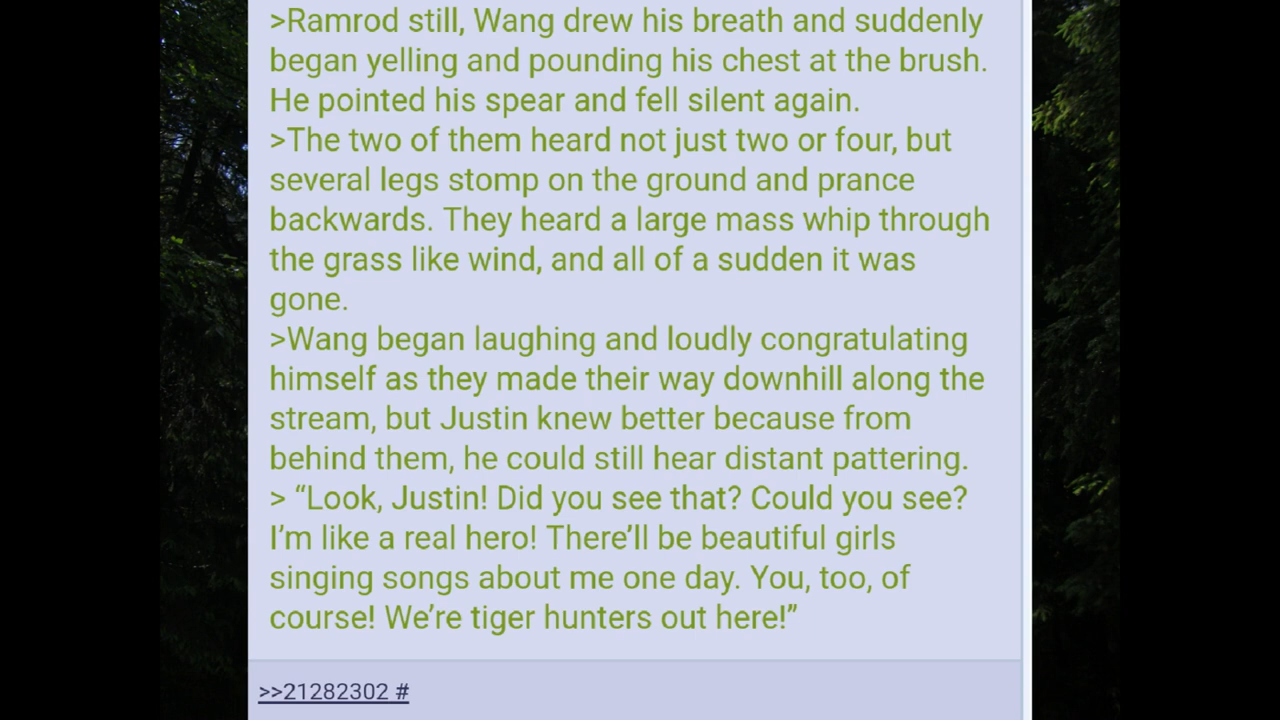 >Ramrod still, Wang drew his breath and suddenly
began yelling and pounding his chest at the brush.
He pointed his spear and fell silent again.
>The two of them heard not just two or four, but
several legs stomp on the ground and prance
backwards. They heard a large mass whip through
the grass like wind, and all of a sudden it was
gone.
>Wang began laughing and loudly congratulating
himself as they made their way downhill along the
stream, but Justin knew better because from
behind them, he could still hear distant pattering.
> “Look, Justin! Did you see that? Could you see?
I’m like a real hero! There’ll be beautiful girls
singing songs about me one day. You, too, of
course! We’re tiger hunters out here!”
>>21282302 #